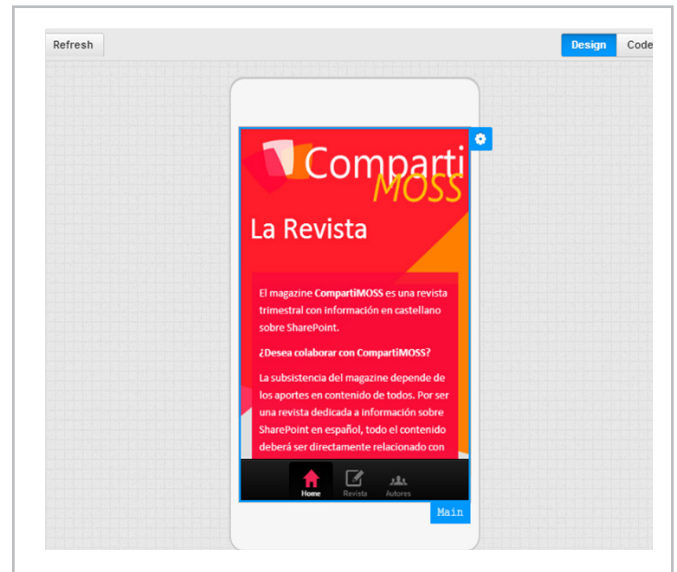 Refresh
Design Code
Comparti
MOSS
La Revista
El magazine CompartiMOSS es una revista
trimestral con información en castellano
sobre SharePoint.
¿Desea colaborar con CompartiMOSS?
La subsistencia del magazine depende de
los aportes en contenido de todos. Por ser
una revista dedicada a información sobre
SharePoint en español, todo el contenido
deberá ser directamente relacionado con
Home Revista Autores
Main